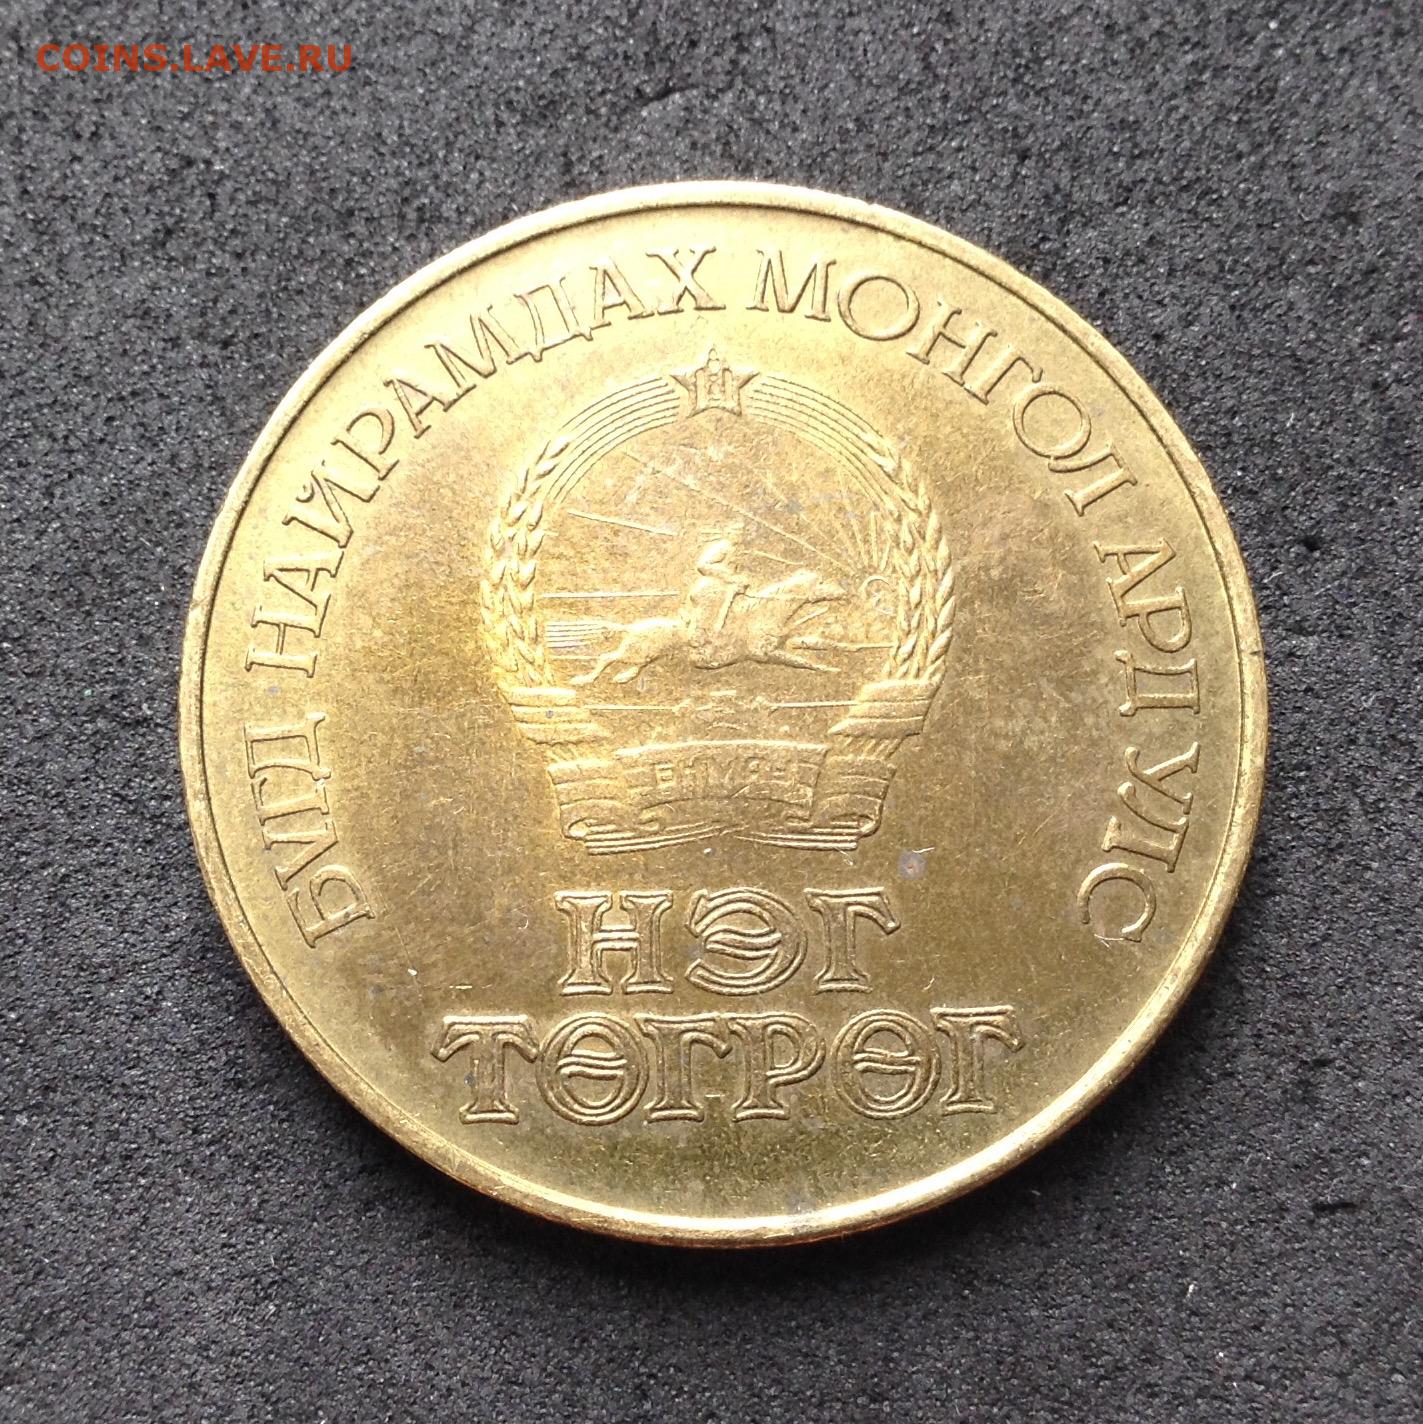 COINS.LAVE.RU
БҮГД НАЙРАМДАХ МОНГОЛ АРД УЛС
БНМАУ
НЭГ
ТӨГРӨГ